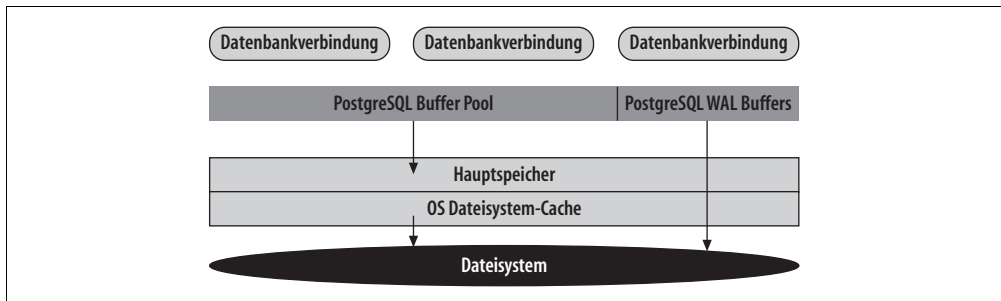 Datenbankverbindung Datenbankverbindung Datenbankverbindung
PostgreSQL Buffer Pool PostgreSQL WAL Buffers
Hauptspeicher
OS Dateisystem-Cache
Dateisystem